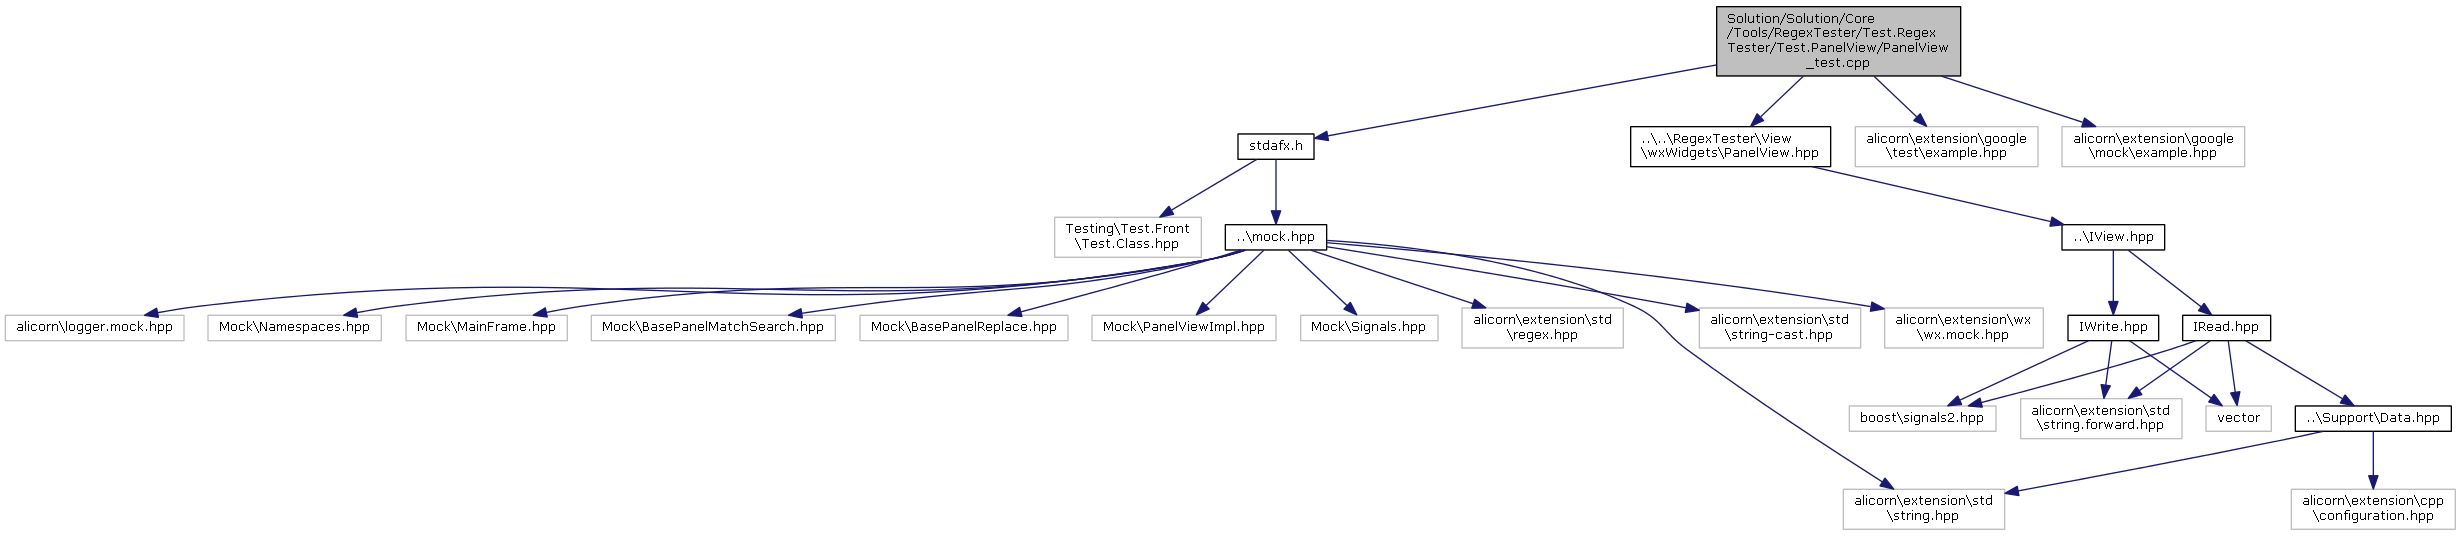 Solution/Solution/Core
/Tools/RegexTester/Test.Regex
Tester/Test.PanelView/PanelView
_test.cpp
stdafx.h
..\..\RegexTester\View
\wxWidgets\PanelView.hpp
alicorn\extension\google
\test\example.hpp
alicorn\extension\google
\mock\example.hpp
Testing\Test.Front
\Test.Class.hpp
..\mock.hpp
..\IView.hpp
alicorn\logger.mock.hpp
Mock\Namespaces.hpp
Mock\MainFrame.hpp
Mock\BasePanelMatchSearch.hpp
Mock\BasePanelReplace.hpp
Mock\PanelViewImpl.hpp
Mock\Signals.hpp
alicorn\extension\std
\regex.hpp
alicorn\extension\std
\string-cast.hpp
alicorn\extension\wx
\wx.mock.hpp
IWrite.hpp
IRead.hpp
boost\signals2.hpp
alicorn\extension\std
\string.forward.hpp
vector
..\Support\Data.hpp
alicorn\extension\std
\string.hpp
alicorn\extension\cpp
\configuration.hpp